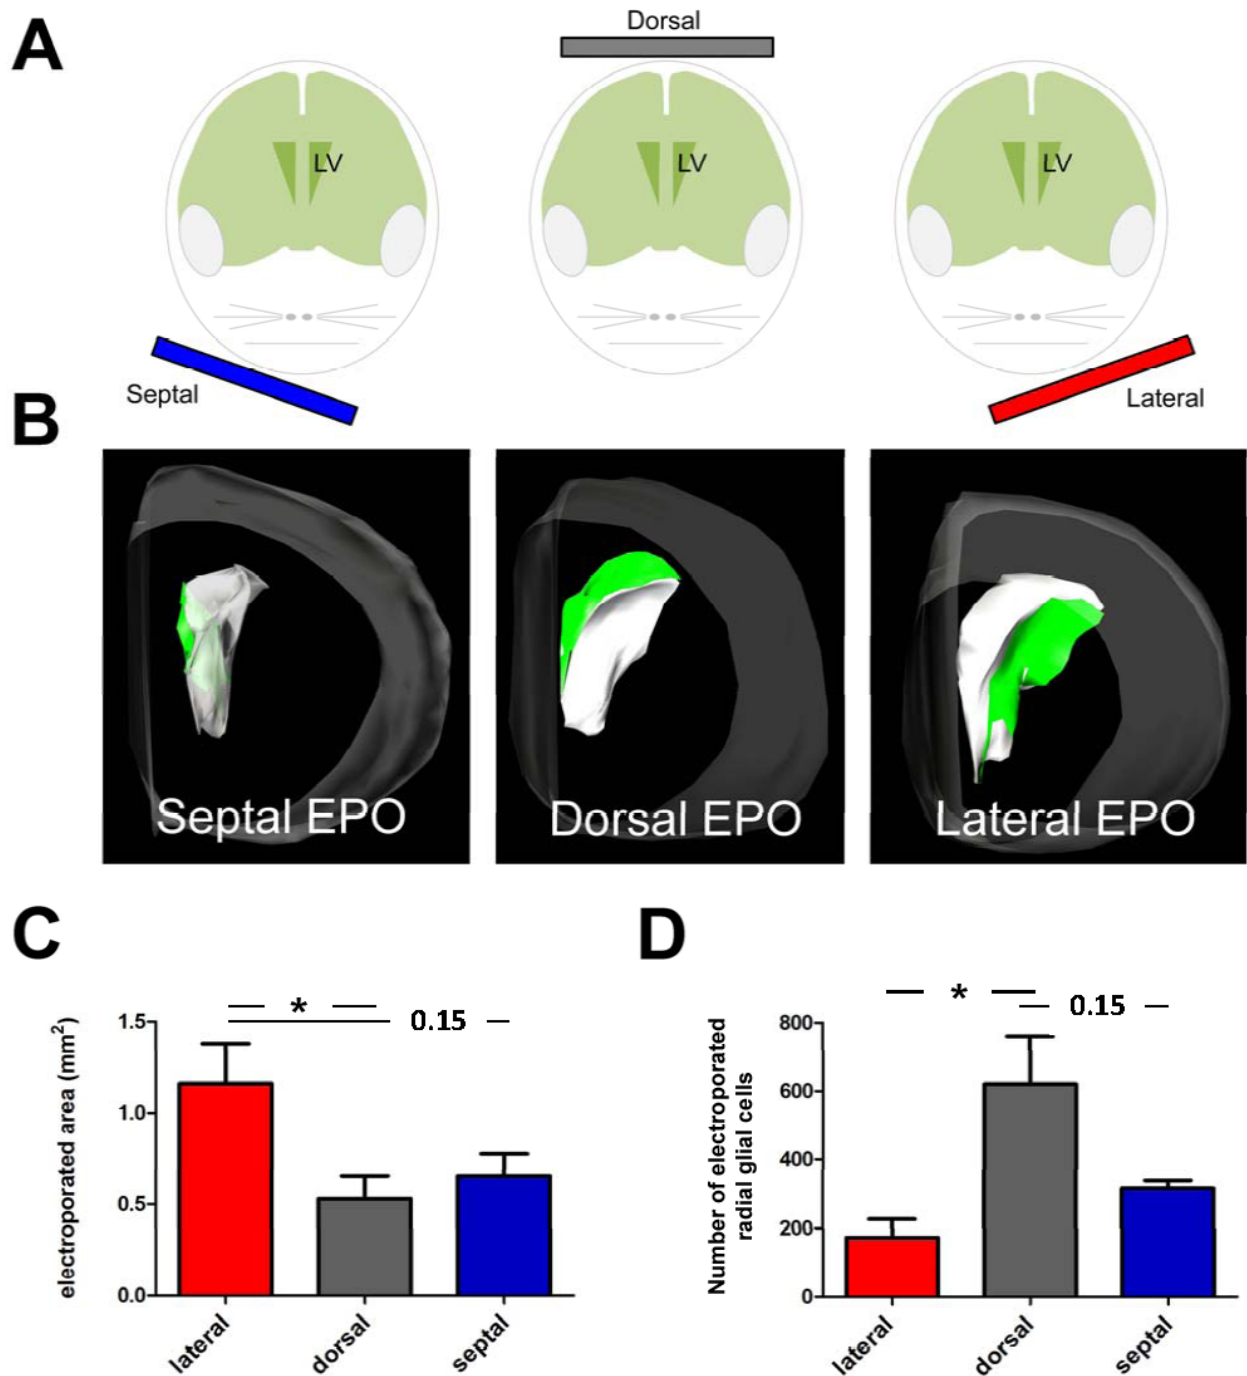 A
Dorsal
LV
LV
LV
Septal
Lateral
B
Septal EPO
Dorsal EPO
Lateral EPO
C
D
*
0.15
electroporated area (mm²)
1.5
1.0
0.5
0.0
lateral
dorsal
septal
*
0.15
Number of electroporated
radial glial cells
800
600
400
200
0
lateral
dorsal
septal